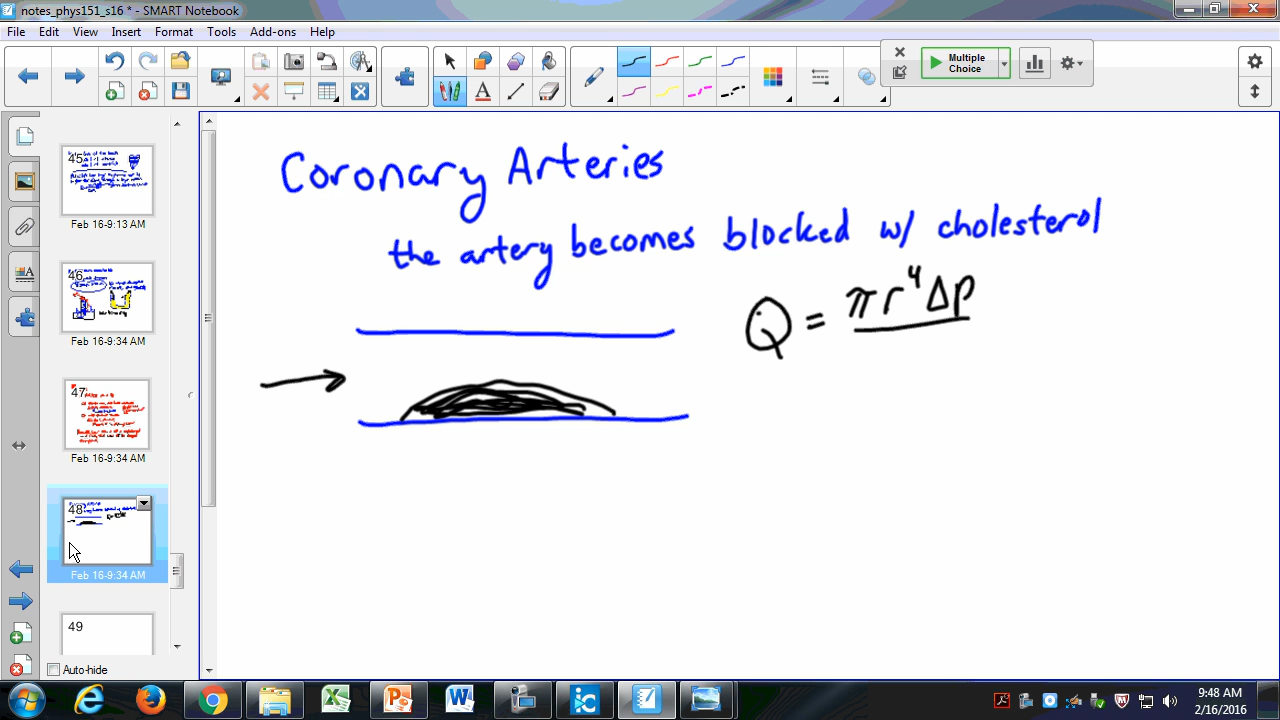 notes_phys151_s16 * - SMART Notebook
File Edit View Insert Format Tools Add-ons Help
Multiple
Choice
45
Feb 16-9:13 AM
46
Feb 16-9:34 AM
47
Feb 16-9:34 AM
48
Feb 16-9:34 AM
49
Auto-hide
Coronary Arteries
the artery becomes blocked w/ cholesterol
Q = πr⁴Δp
9:48 AM
2/16/2016